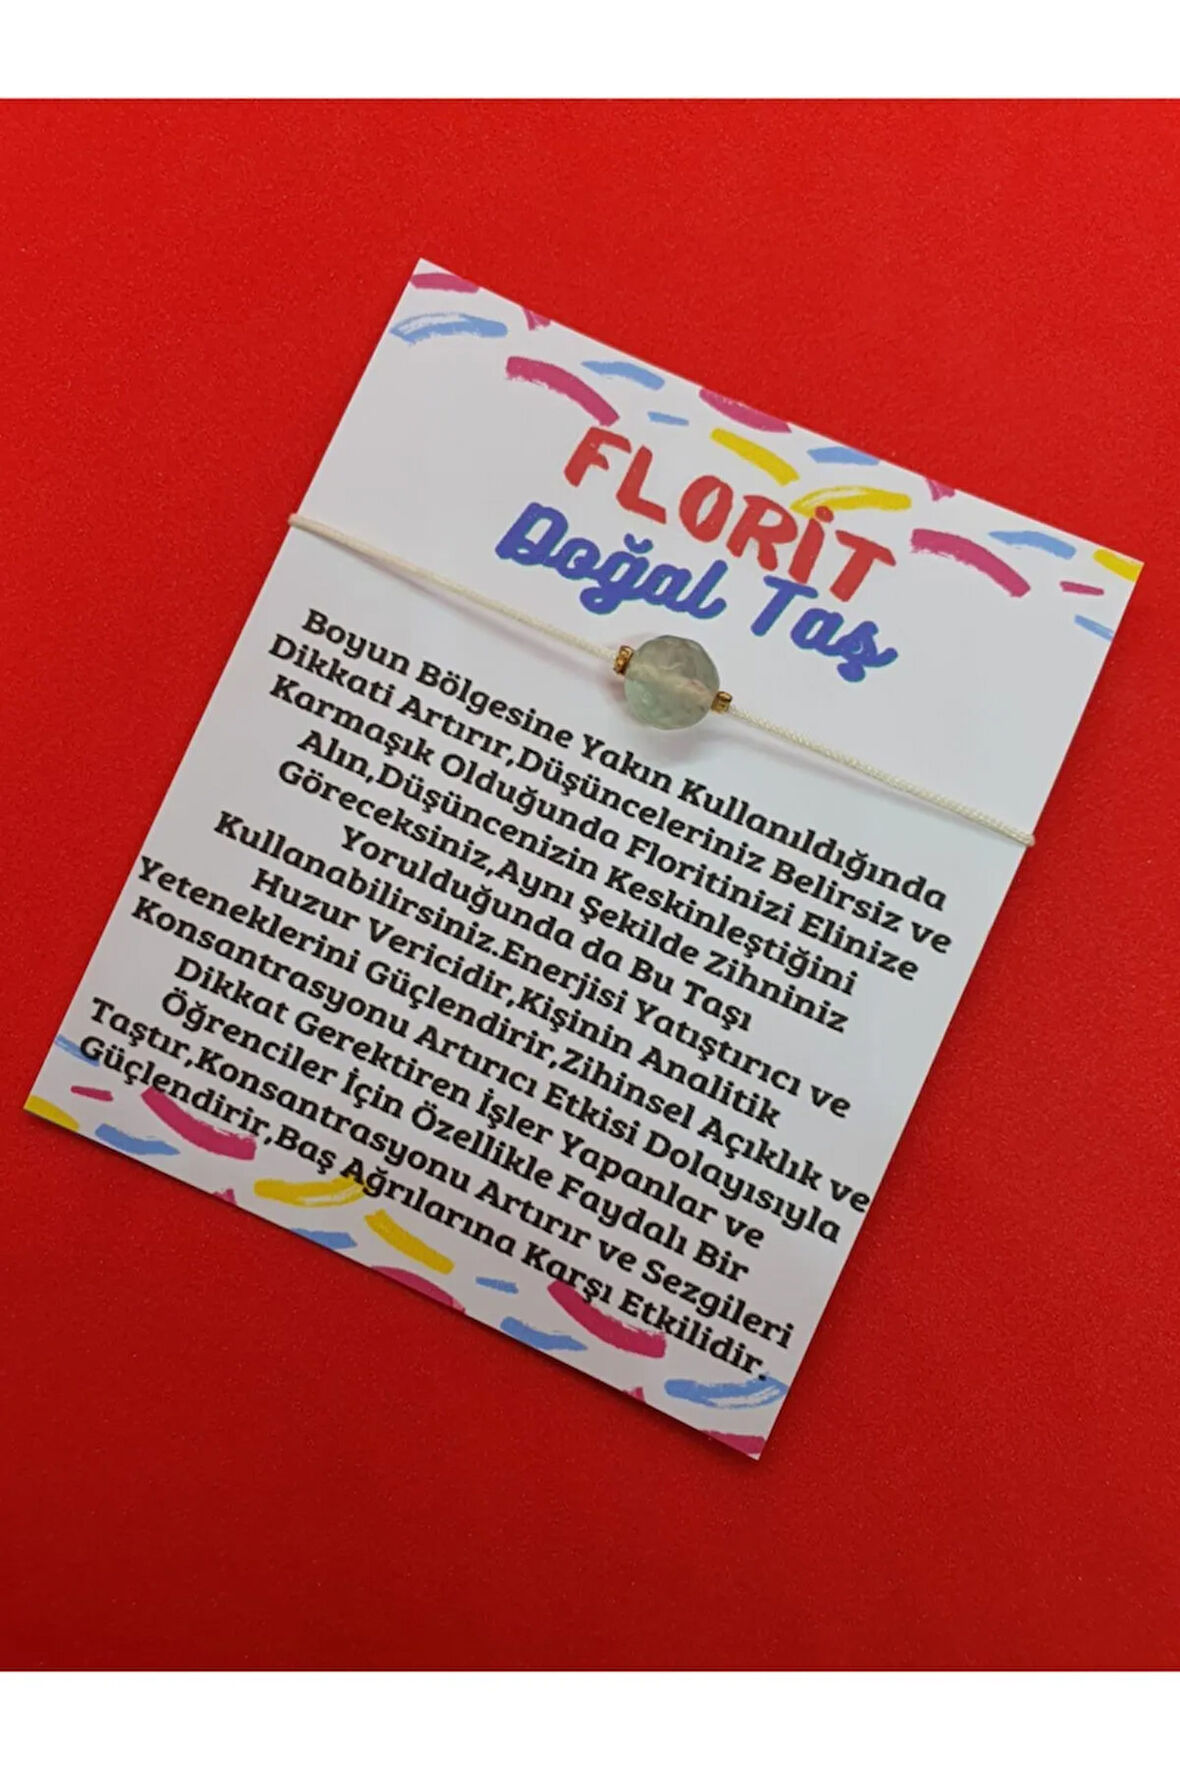 FLORİT
Doğal Taş
Boyun Bölgesine Yakın Kullanıldığında
Dikkati Artırır,Düşünceleriniz Belirsiz ve
Karmaşık Olduğunda Floritinizi Elinize
Alın,Düşüncenizin Keskinleştiğini
Göreceksiniz,Aynı Şekilde Zihniniz
Yorulduğunda da Bu Taşı
Kullanabilirsiniz.Enerjisi Yatıştırıcı ve
Huzur Vericidir,Kişinin Analitik
Yeteneklerini Güçlendirir,Zihinsel Açıklık ve
Konsantrasyonu Artırıcı Etkisi Dolayısıyla
Dikkat Gerektiren İşler Yapanlar ve
Öğrenciler İçin Özellikle Faydalı Bir
Taştır,Konsantrasyonu Artırır ve Sezgileri
Güçlendirir,Baş Ağrılarına Karşı Etkilidir.